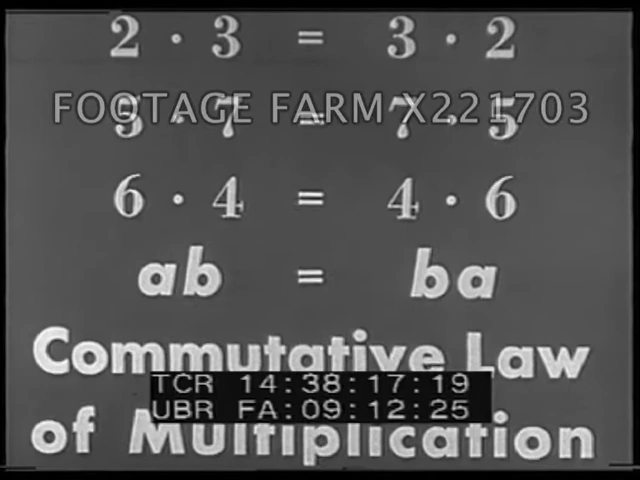 2 · 3 = 3 · 2
FOOTAGE FARM X221703
5 · 7 = 7 · 5
6 · 4 = 4 · 6
ab = ba
Commutative Law
TCR 14:38:17:19
UBR FA:09:12:25
of Multiplication